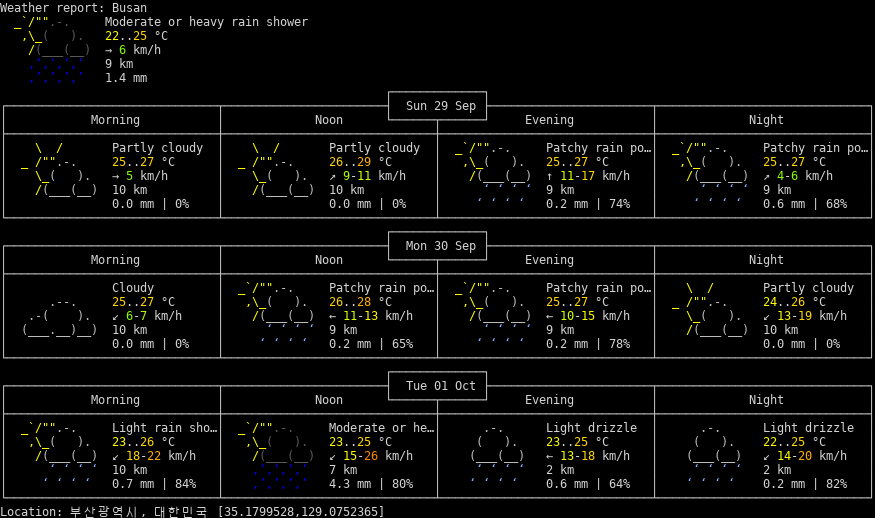 Weather report: Busan
Moderate or heavy rain shower
22..25 °C
→ 6 km/h
9 km
1.4 mm
Sun 29 Sep
Morning Noon Evening Night
Partly cloudy Partly cloudy Patchy rain po… Patchy rain po…
25..27 °C 26..29 °C 25..27 °C 25..27 °C
→ 5 km/h ↗ 9-11 km/h ↑ 11-17 km/h ↗ 4-6 km/h
10 km 10 km 9 km 9 km
0.0 mm | 0% 0.0 mm | 0% 0.2 mm | 74% 0.6 mm | 68%
Mon 30 Sep
Morning Noon Evening Night
Cloudy Patchy rain po… Patchy rain po… Partly cloudy
25..27 °C 26..28 °C 25..27 °C 24..26 °C
↙ 6-7 km/h ← 11-13 km/h ← 10-15 km/h ↙ 13-19 km/h
10 km 9 km 9 km 10 km
0.0 mm | 0% 0.2 mm | 65% 0.2 mm | 78% 0.0 mm | 0%
Tue 01 Oct
Morning Noon Evening Night
Light rain sho… Moderate or he… Light drizzle Light drizzle
23..26 °C 23..25 °C 23..25 °C 22..25 °C
↙ 18-22 km/h ↙ 15-26 km/h ← 13-18 km/h ↙ 14-20 km/h
10 km 7 km 2 km 2 km
0.7 mm | 84% 4.3 mm | 80% 0.6 mm | 64% 0.2 mm | 82%
Location: 부산광역시, 대한민국 [35.1799528,129.0752365]